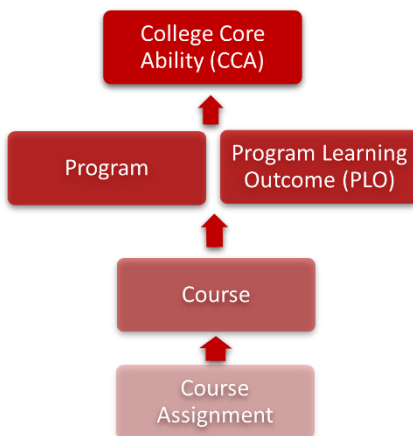 College Core
Ability (CCA)
Program
Program Learning
Outcome (PLO)
Course
Course
Assignment